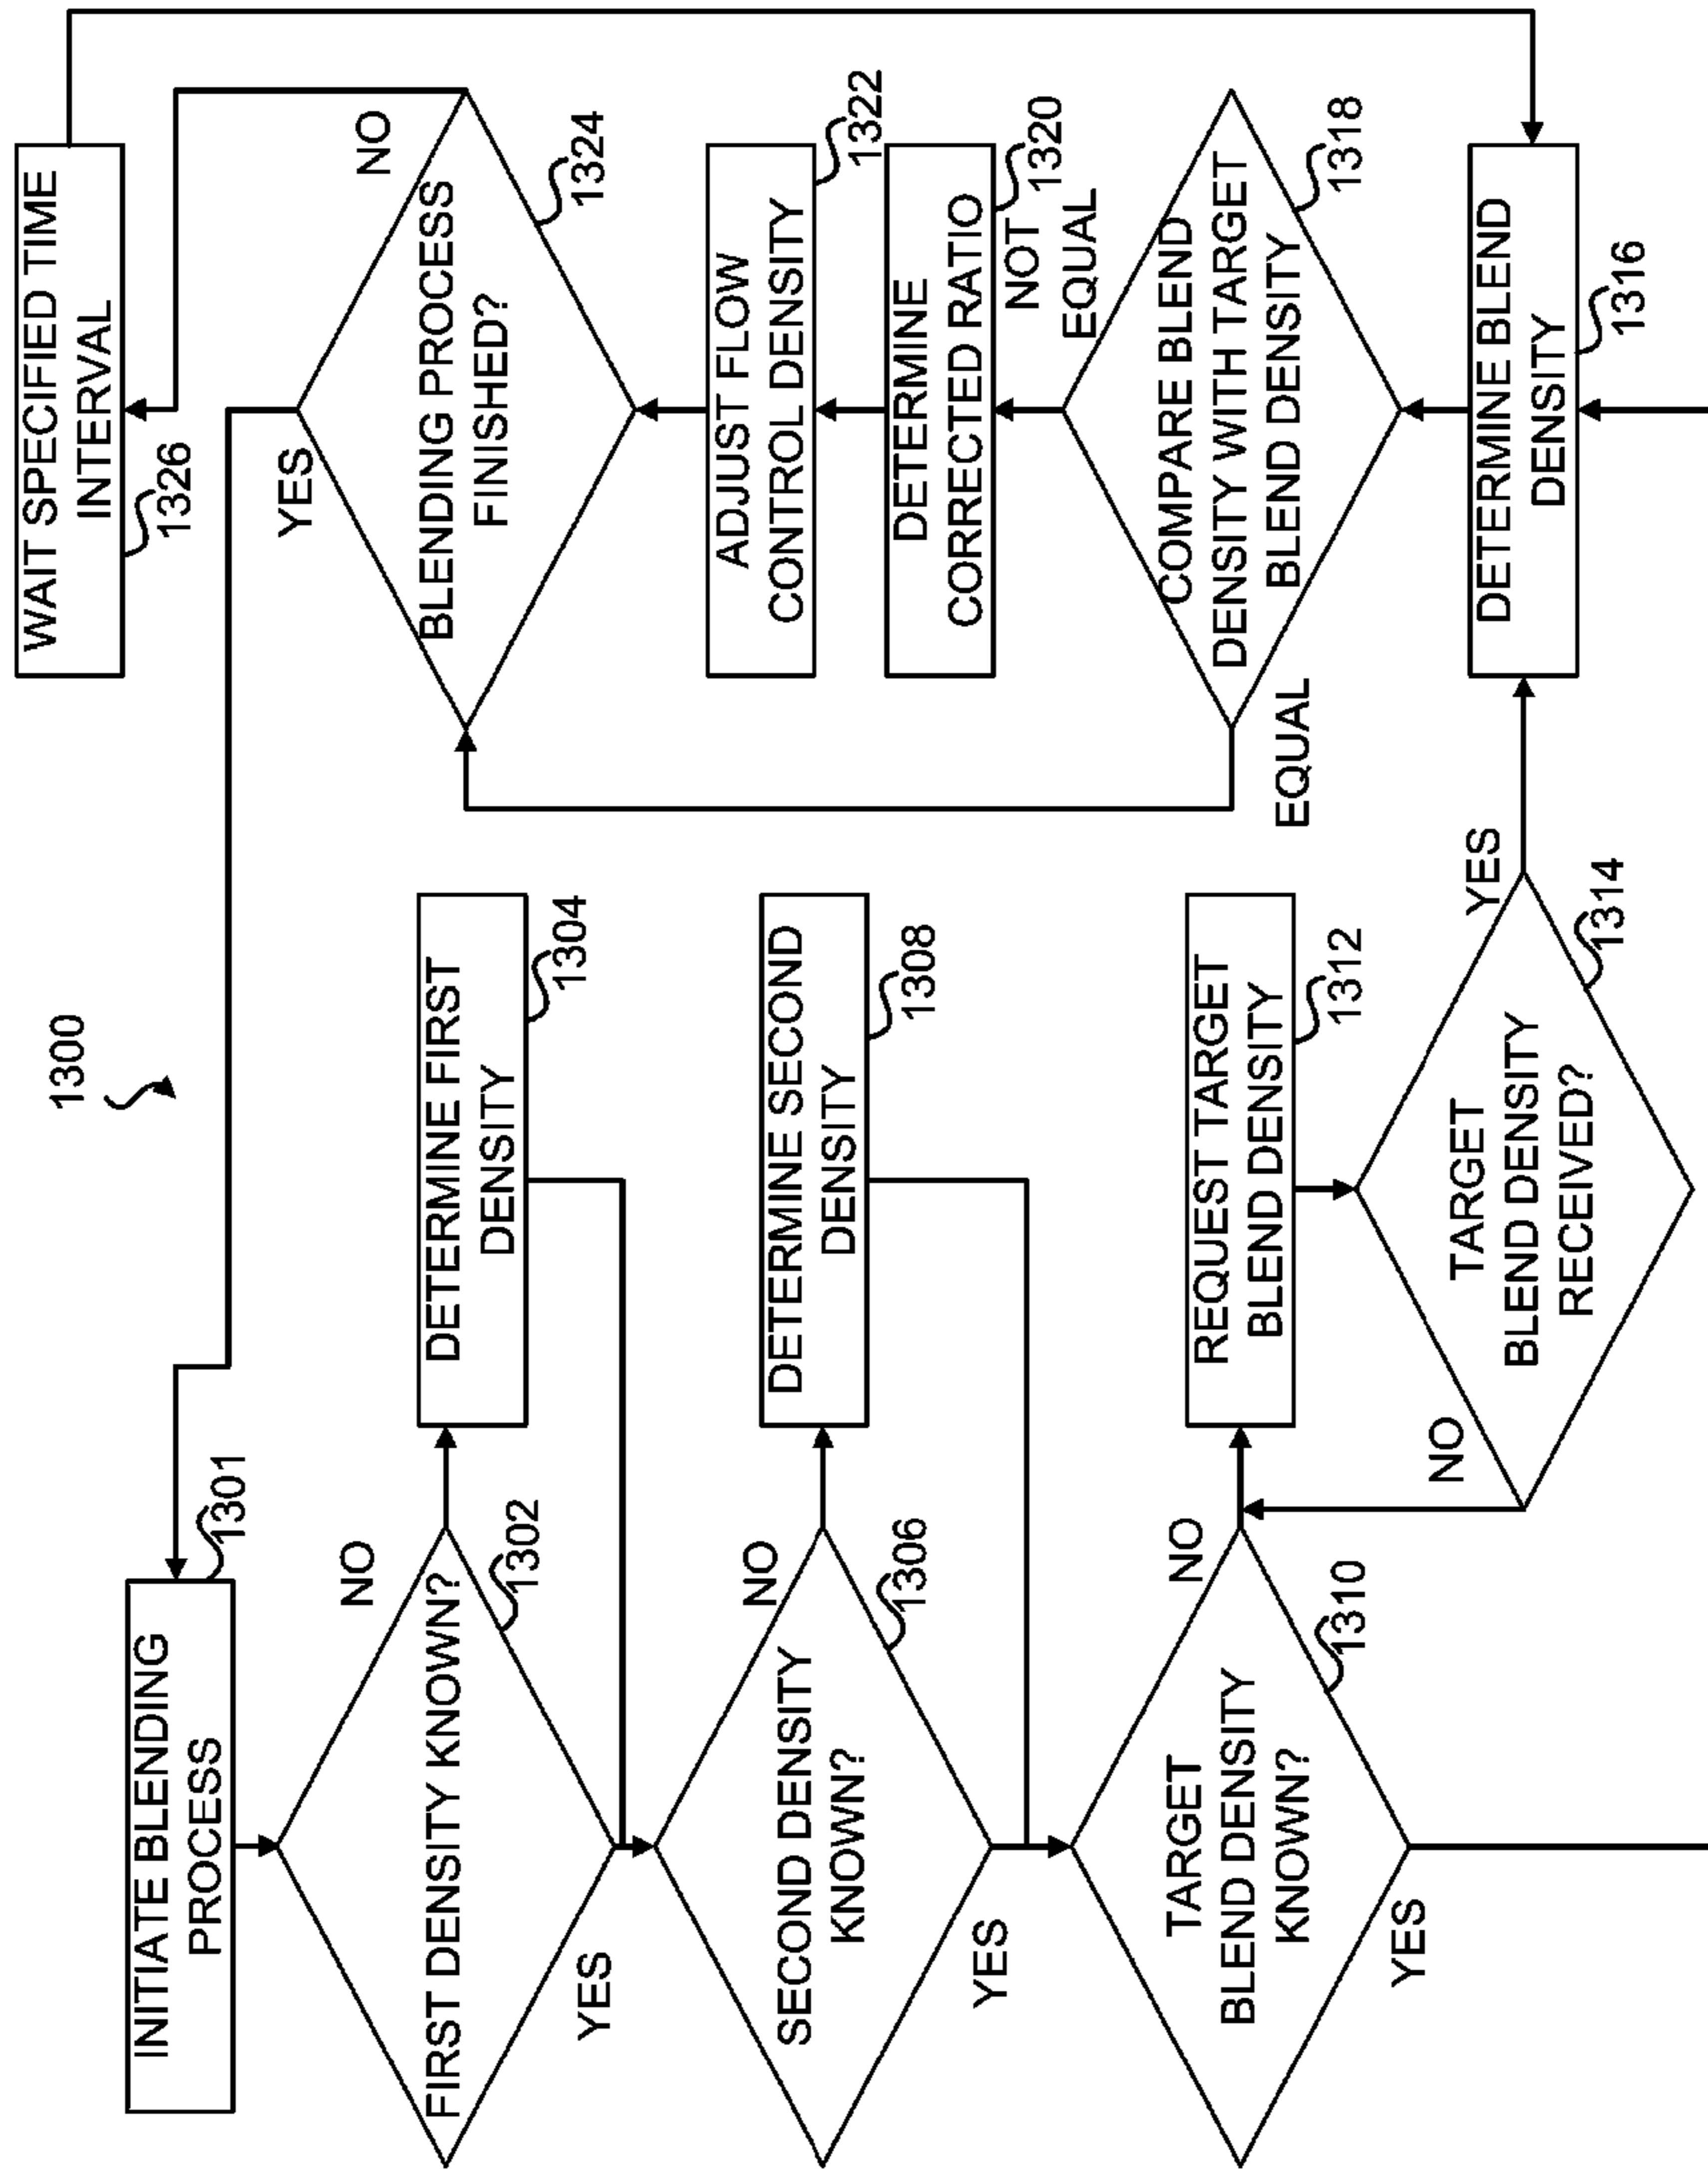 1300
INITIATE BLENDING
PROCESS
1301
FIRST DENSITY KNOWN?
1302
NO
YES
DETERMINE FIRST
DENSITY
1304
SECOND DENSITY
KNOWN?
1306
NO
YES
DETERMINE SECOND
DENSITY
1308
TARGET
BLEND DENSITY
KNOWN?
1310
NO
YES
REQUEST TARGET
BLEND DENSITY
1312
TARGET
BLEND DENSITY
RECEIVED?
1314
NO
YES
DETERMINE BLEND
DENSITY
1316
COMPARE BLEND
DENSITY WITH TARGET
BLEND DENSITY
1318
EQUAL
NOT
EQUAL
DETERMINE
CORRECTED RATIO
1320
ADJUST FLOW
CONTROL DENSITY
1322
BLENDING PROCESS
FINISHED?
1324
YES
NO
WAIT SPECIFIED TIME
INTERVAL
1326